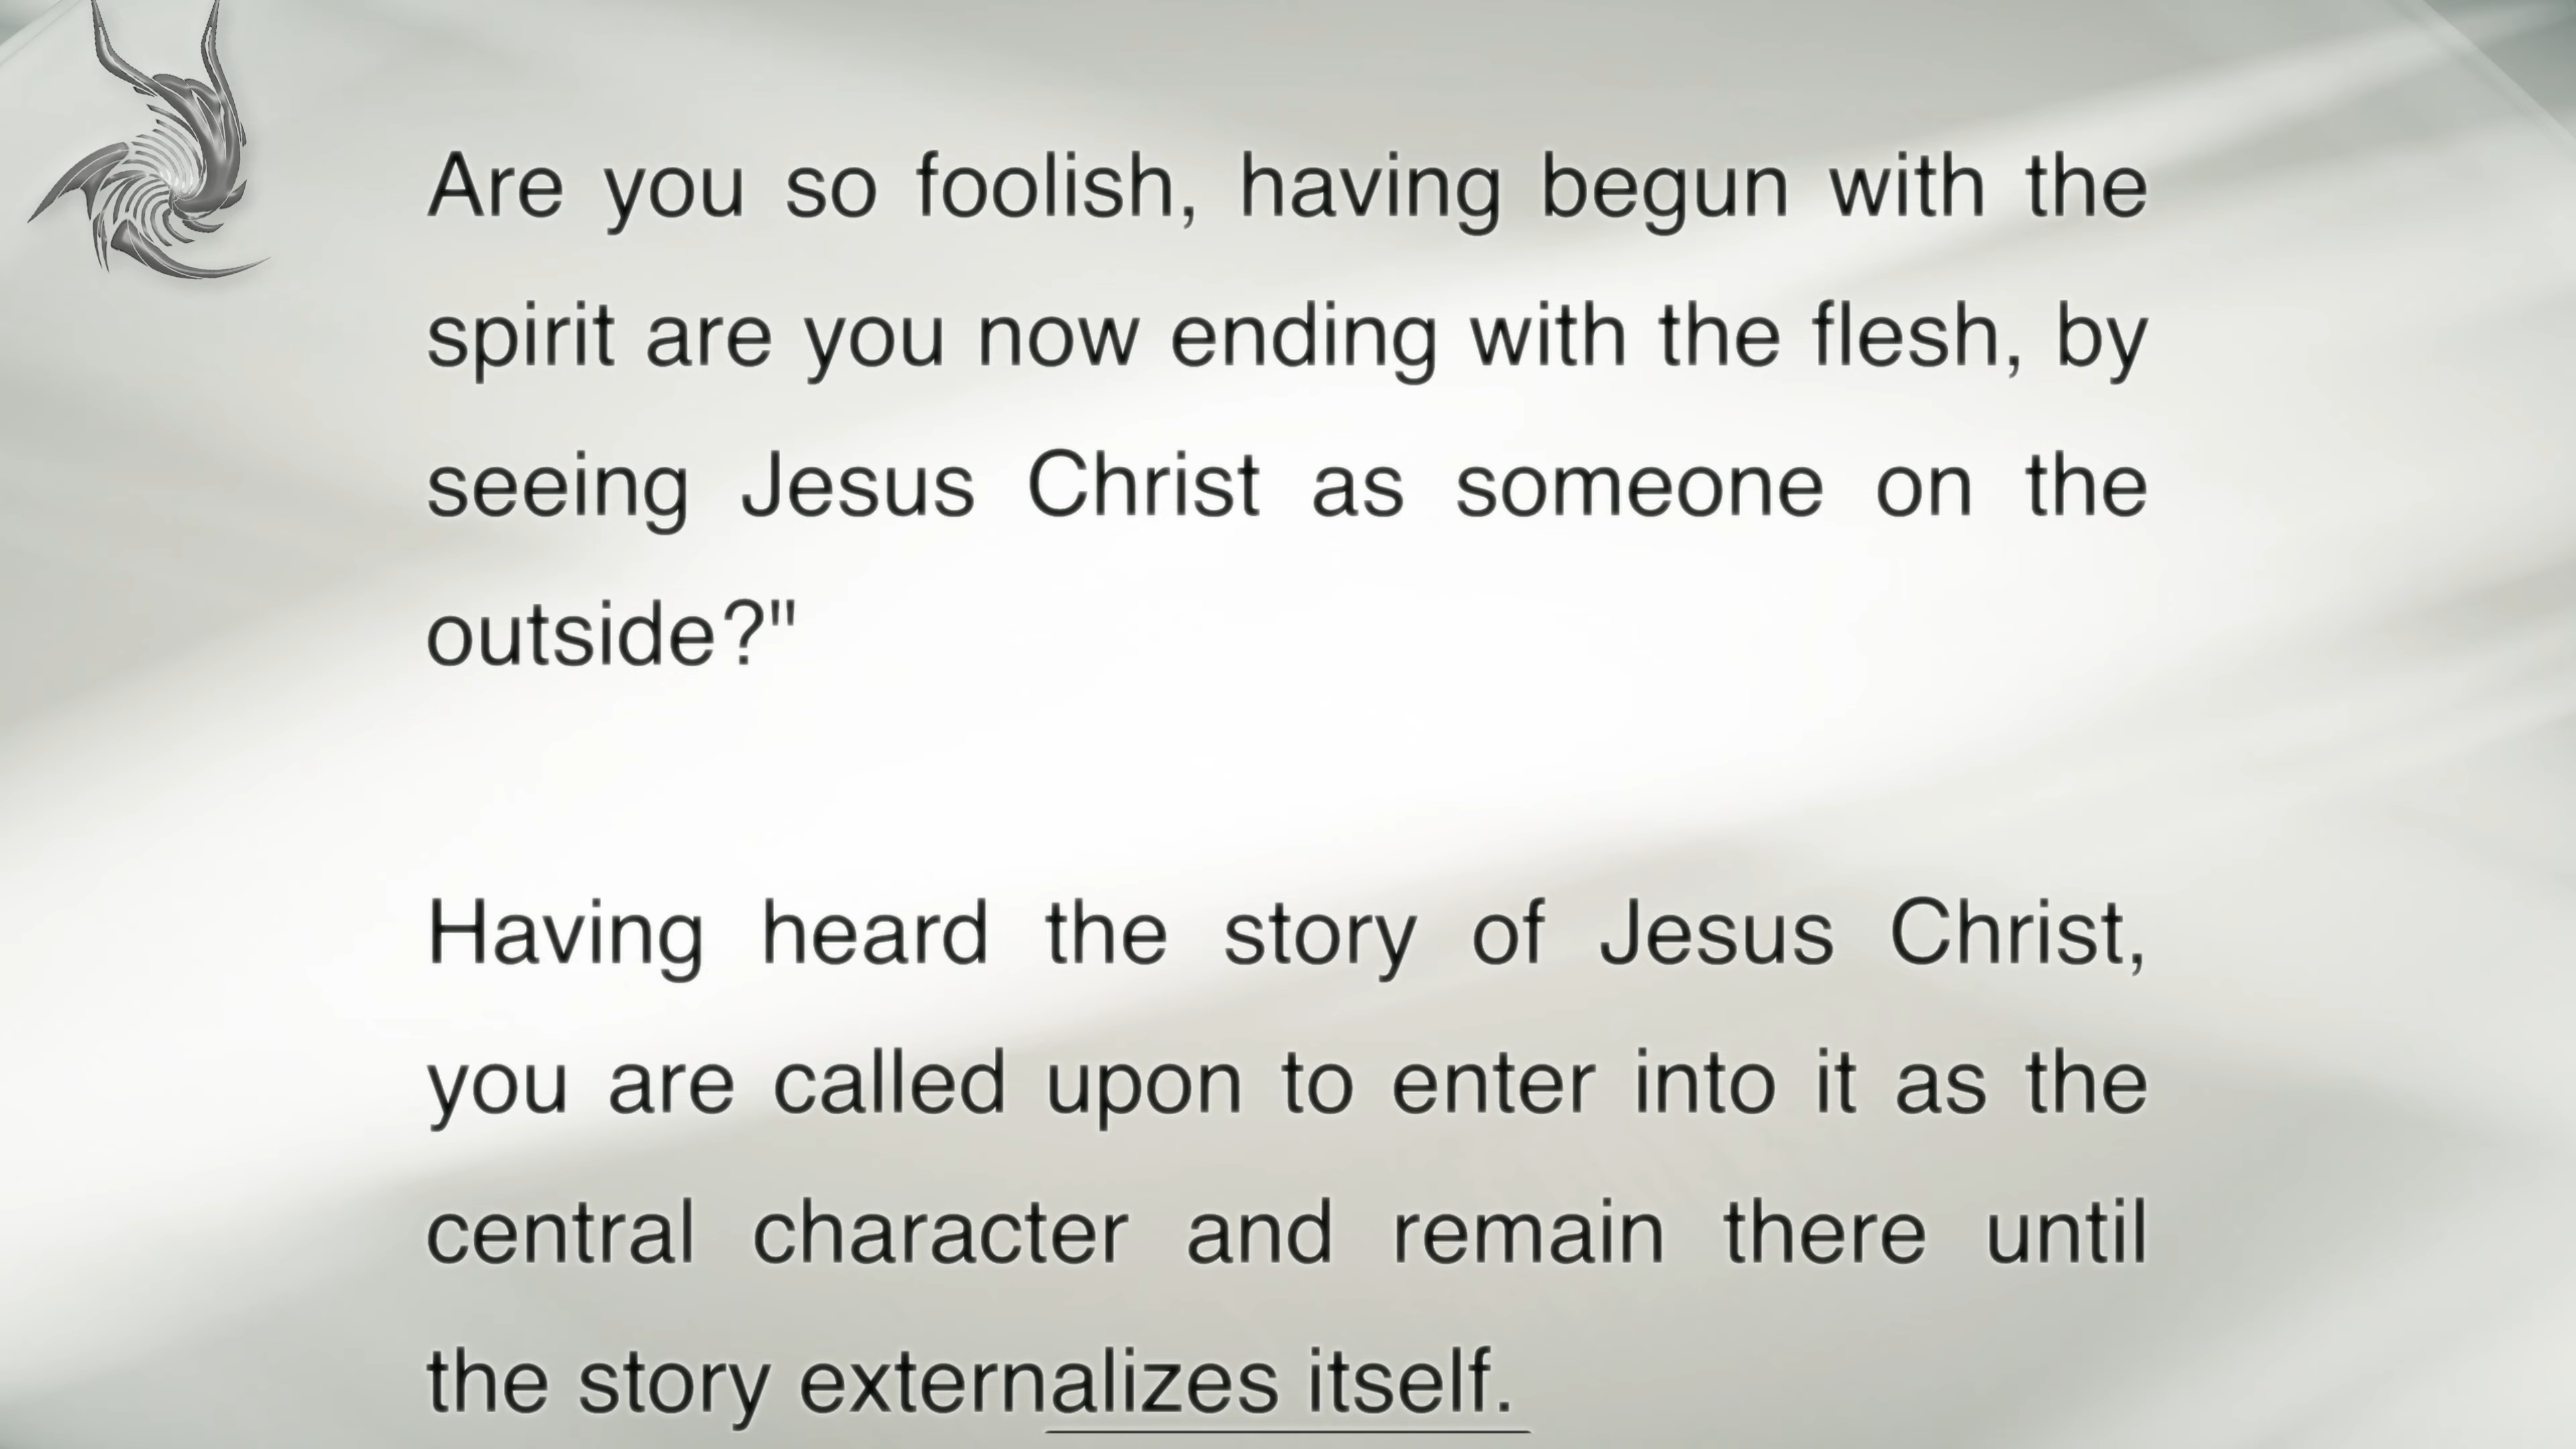 Are you so foolish, having begun with the
spirit are you now ending with the flesh, by
seeing Jesus Christ as someone on the
outside?"
Having heard the story of Jesus Christ,
you are called upon to enter into it as the
central character and remain there until
the story externalizes itself.